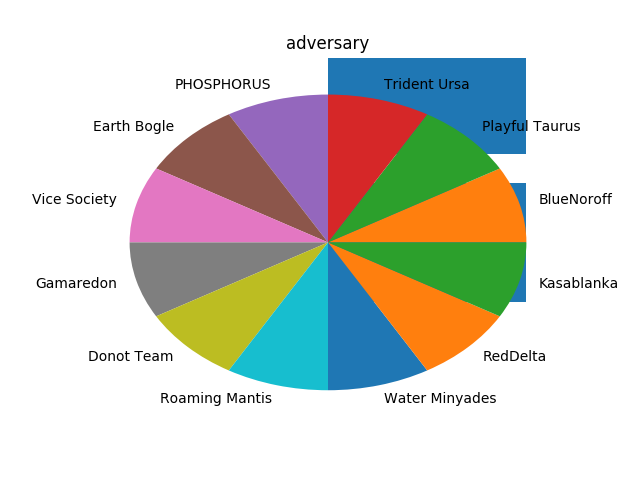 adversary
PHOSPHORUS
Trident Ursa
Earth Bogle
Playful Taurus
Vice Society
BlueNoroff
Gamaredon
Kasablanka
Donot Team
RedDelta
Roaming Mantis
Water Minyades